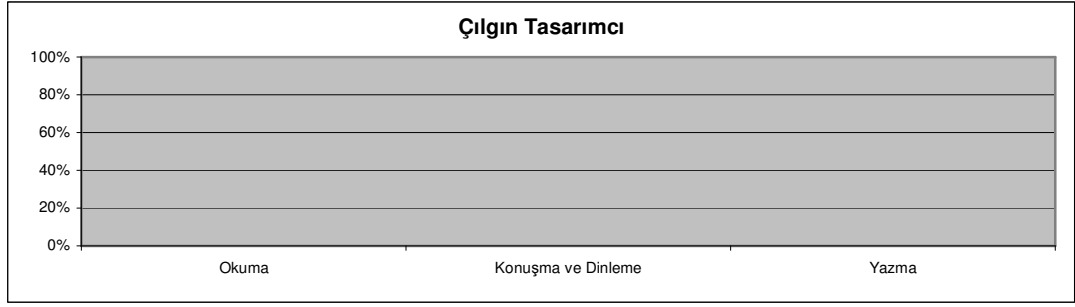 Çılgın Tasarımcı
100%
80%
60%
40%
20%
0%
Okuma
Konuşma ve Dinleme
Yazma